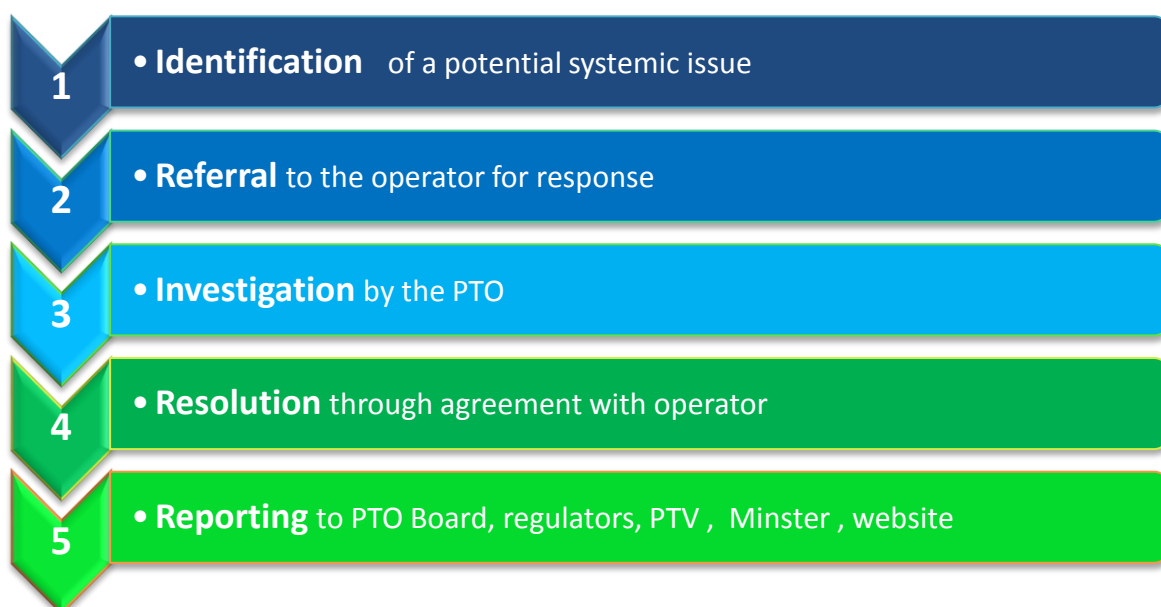 1
• Identification of a potential systemic issue
2
• Referral to the operator for response
3
• Investigation by the PTO
4
• Resolution through agreement with operator
5
• Reporting to PTO Board, regulators, PTV , Minster , website